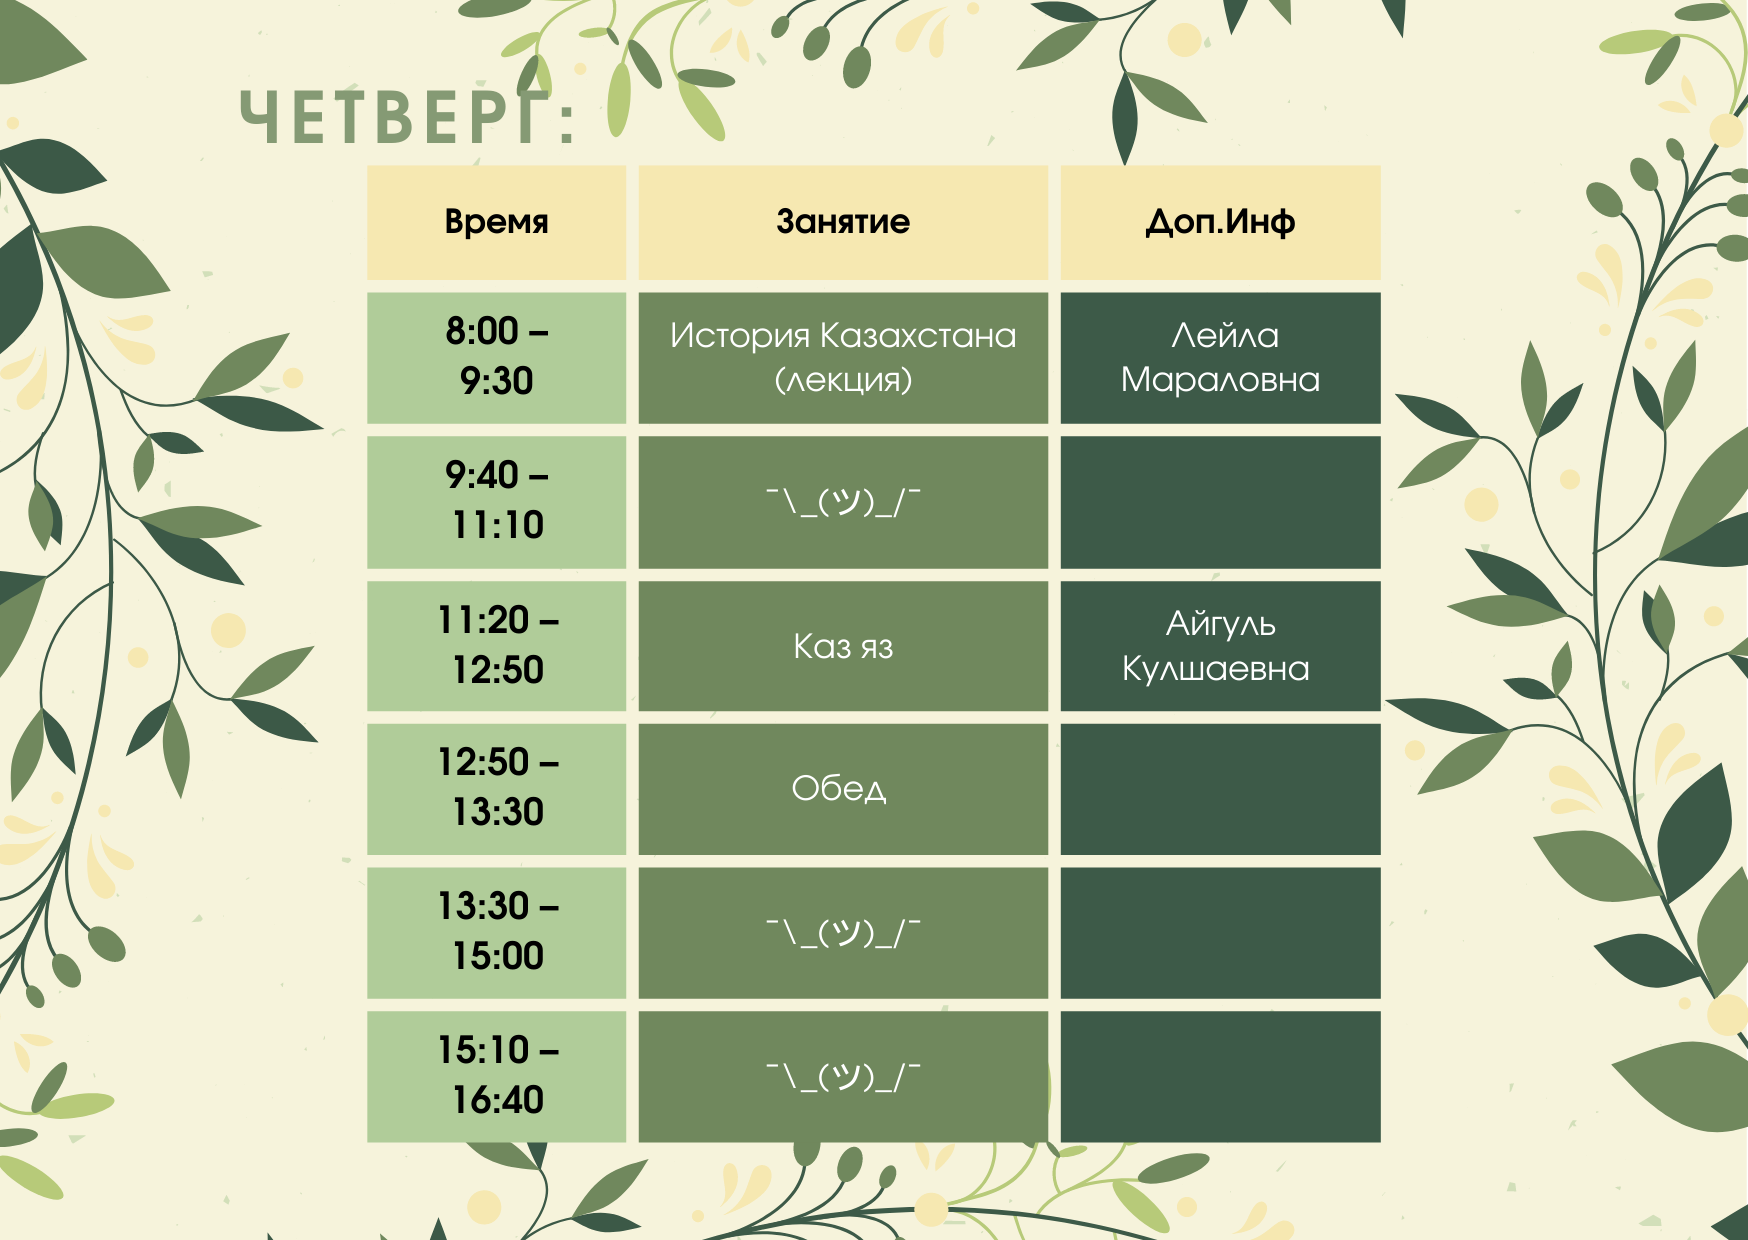 ЧЕТВЕРГ:
Время Занятие Доп.Инф
8:00 – 9:30 История Казахстана (лекция) Лейла Мараловна
9:40 – 11:10 ¯\_(ツ)_/¯
11:20 – 12:50 Каз яз Айгуль Кулшаевна
12:50 – 13:30 Обед
13:30 – 15:00 ¯\_(ツ)_/¯
15:10 – 16:40 ¯\_(ツ)_/¯